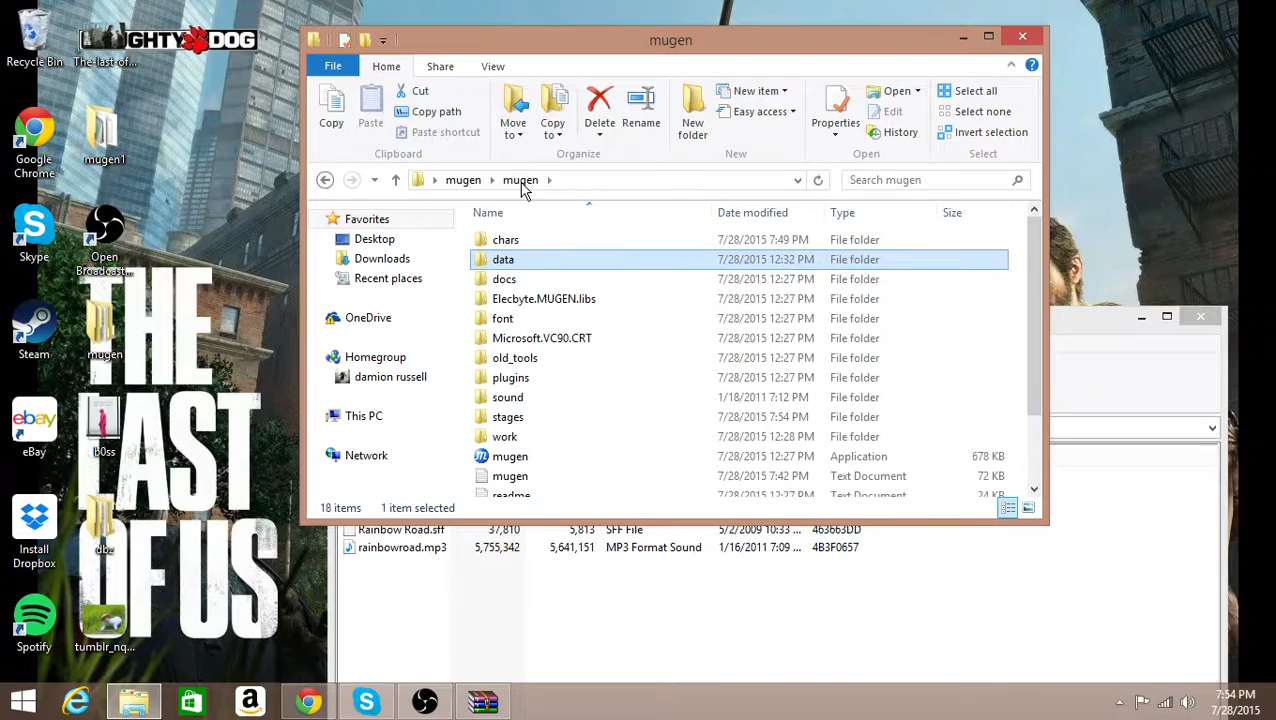 Recycle Bin
GHTY DOG
The-last-of...
Google Chrome
mugen1
Skype
Open Broadcast...
Steam
mugen
eBay
b0ss
Install Dropbox
dbz
Spotify
tumblr_nq...
THE
LAST
OF US
mugen
File
Home
Share
View
Copy
Paste
Cut
Copy path
Paste shortcut
Clipboard
Move to
Copy to
Delete
Rename
Organize
New folder
New item
Easy access
New
Properties
Open
Edit
History
Open
Select all
Select none
Invert selection
Select
mugen
mugen
Search mugen
Favorites
Desktop
Downloads
Recent places
OneDrive
Homegroup
damion russell
This PC
Network
Name Date modified Type Size
chars 7/28/2015 7:49 PM File folder
data 7/28/2015 12:32 PM File folder
docs 7/28/2015 12:27 PM File folder
Elecbyte.MUGEN.libs 7/28/2015 12:27 PM File folder
font 7/28/2015 12:27 PM File folder
Microsoft.VC90.CRT 7/28/2015 12:27 PM File folder
old_tools 7/28/2015 12:27 PM File folder
plugins 7/28/2015 12:27 PM File folder
sound 1/18/2011 7:12 PM File folder
stages 7/28/2015 7:54 PM File folder
work 7/28/2015 12:28 PM File folder
mugen 7/28/2015 12:27 PM Application 678 KB
mugen 7/28/2015 7:42 PM Text Document 72 KB
readme 7/28/2015 12:27 PM Text Document 24 KB
18 items 1 item selected
Rainbow Road.sff 37,810 5,813 SFF File 5/2/2009 10:33 ... 463663DD
rainbowroad.mp3 5,755,342 5,641,151 MP3 Format Sound 1/16/2011 7:09 ... 4B3F0657
7:54 PM
7/28/2015